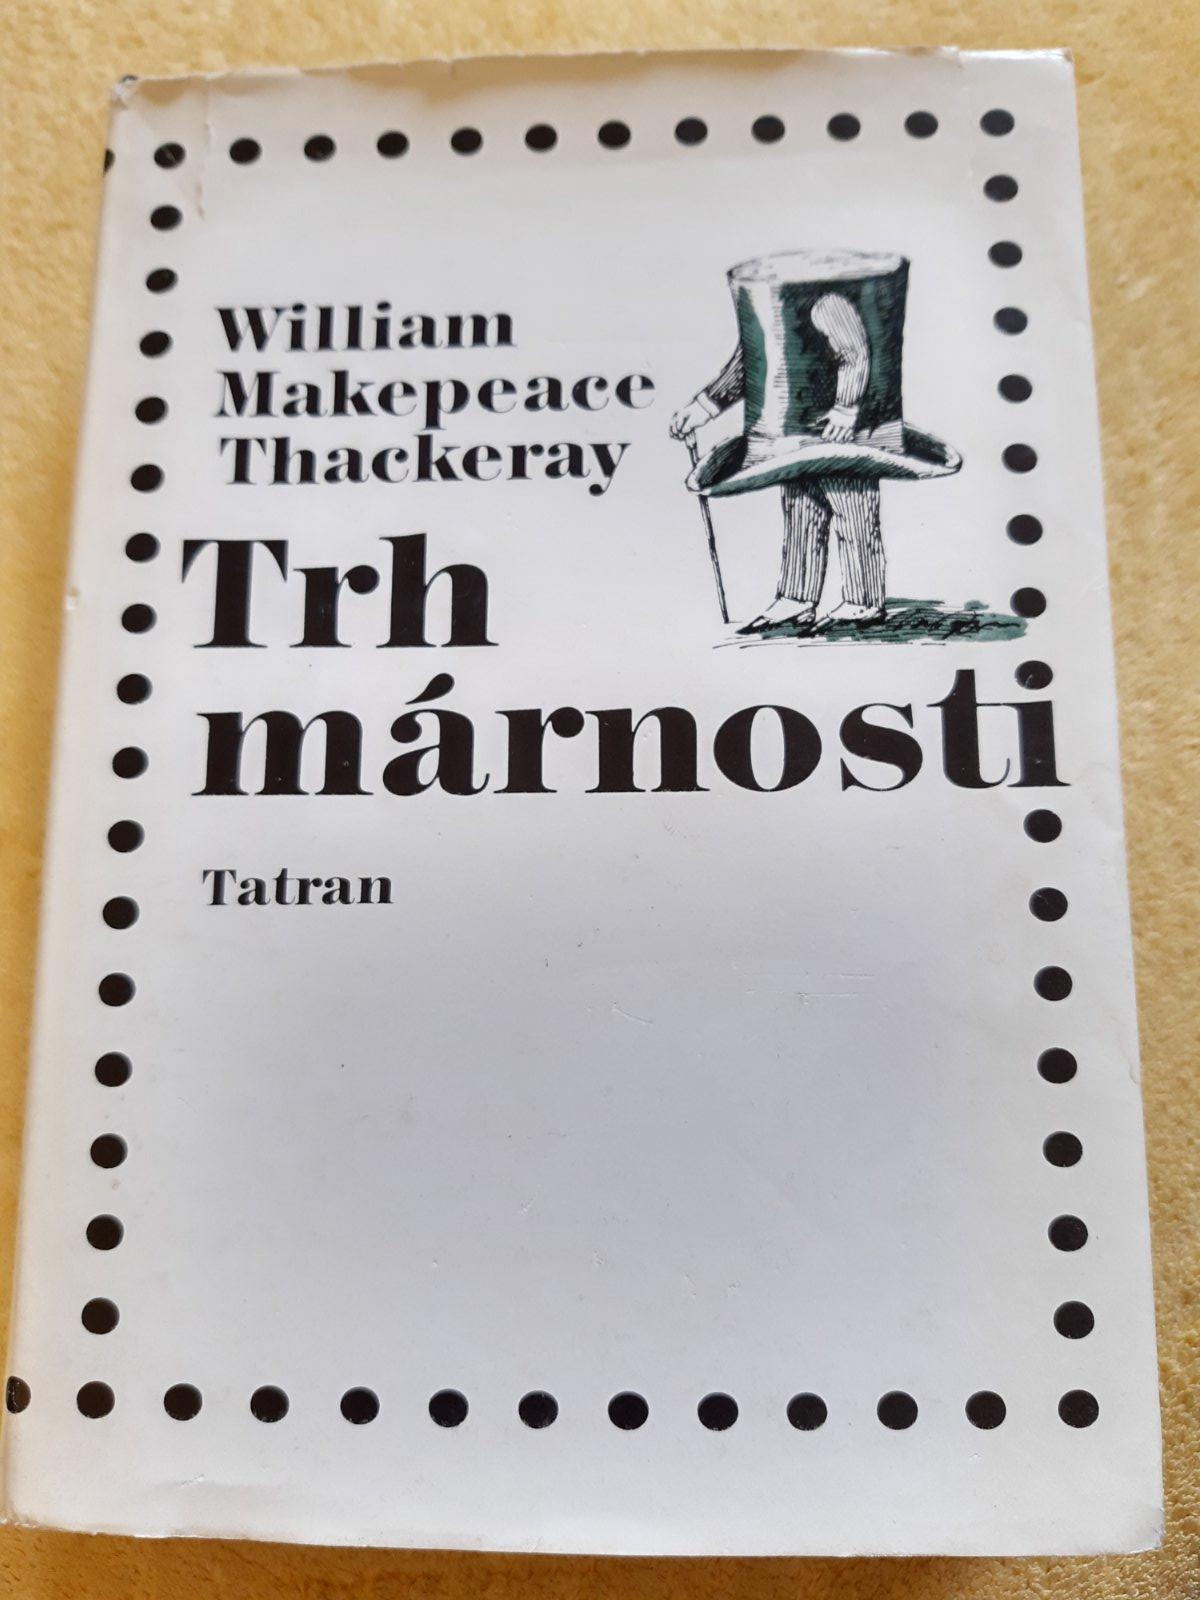 William
Makepeace
Thackeray
Trh
márnosti
Tatran